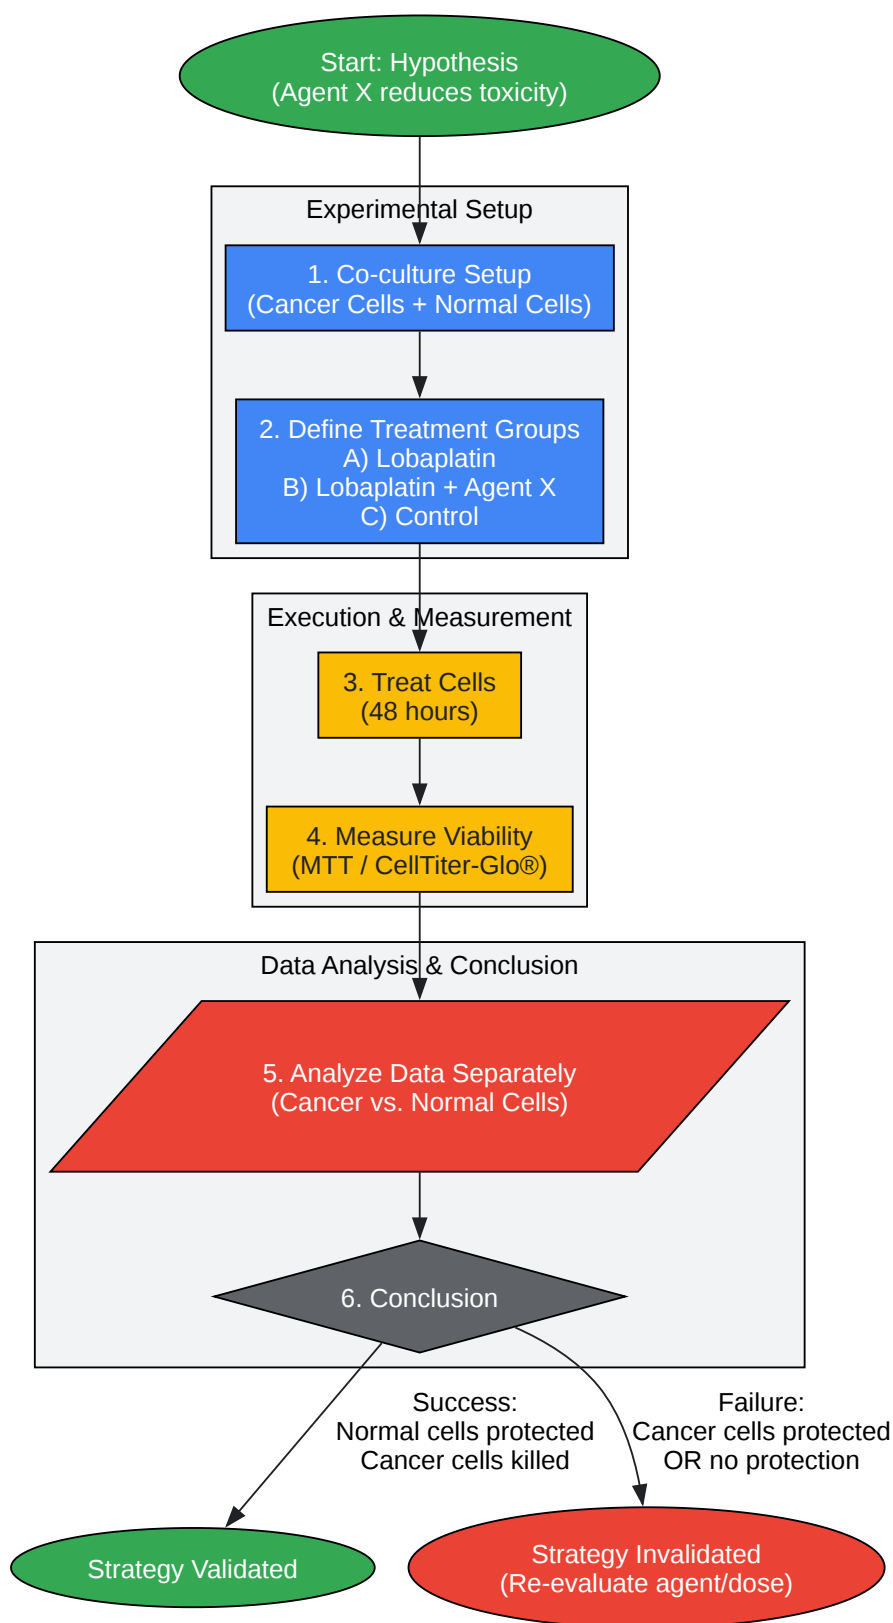 Start: Hypothesis
(Agent X reduces toxicity)
Experimental Setup
1. Co-culture Setup
(Cancer Cells + Normal Cells)
2. Define Treatment Groups
A) Lobaplatin
B) Lobaplatin + Agent X
C) Control
Execution & Measurement
3. Treat Cells
(48 hours)
4. Measure Viability
(MTT / CellTiter-Glo®)
Data Analysis & Conclusion
5. Analyze Data Separately
(Cancer vs. Normal Cells)
6. Conclusion
Success:
Normal cells protected
Cancer cells killed
Failure:
Cancer cells protected
OR no protection
Strategy Validated
Strategy Invalidated
(Re-evaluate agent/dose)